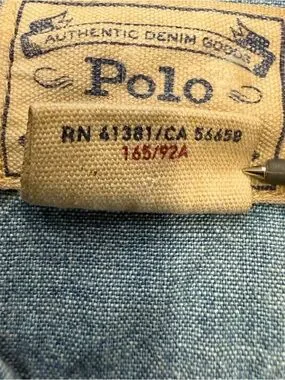 AUTHENTIC DENIM GOODS
Polo
RN 41381/CA 56658
165/92A